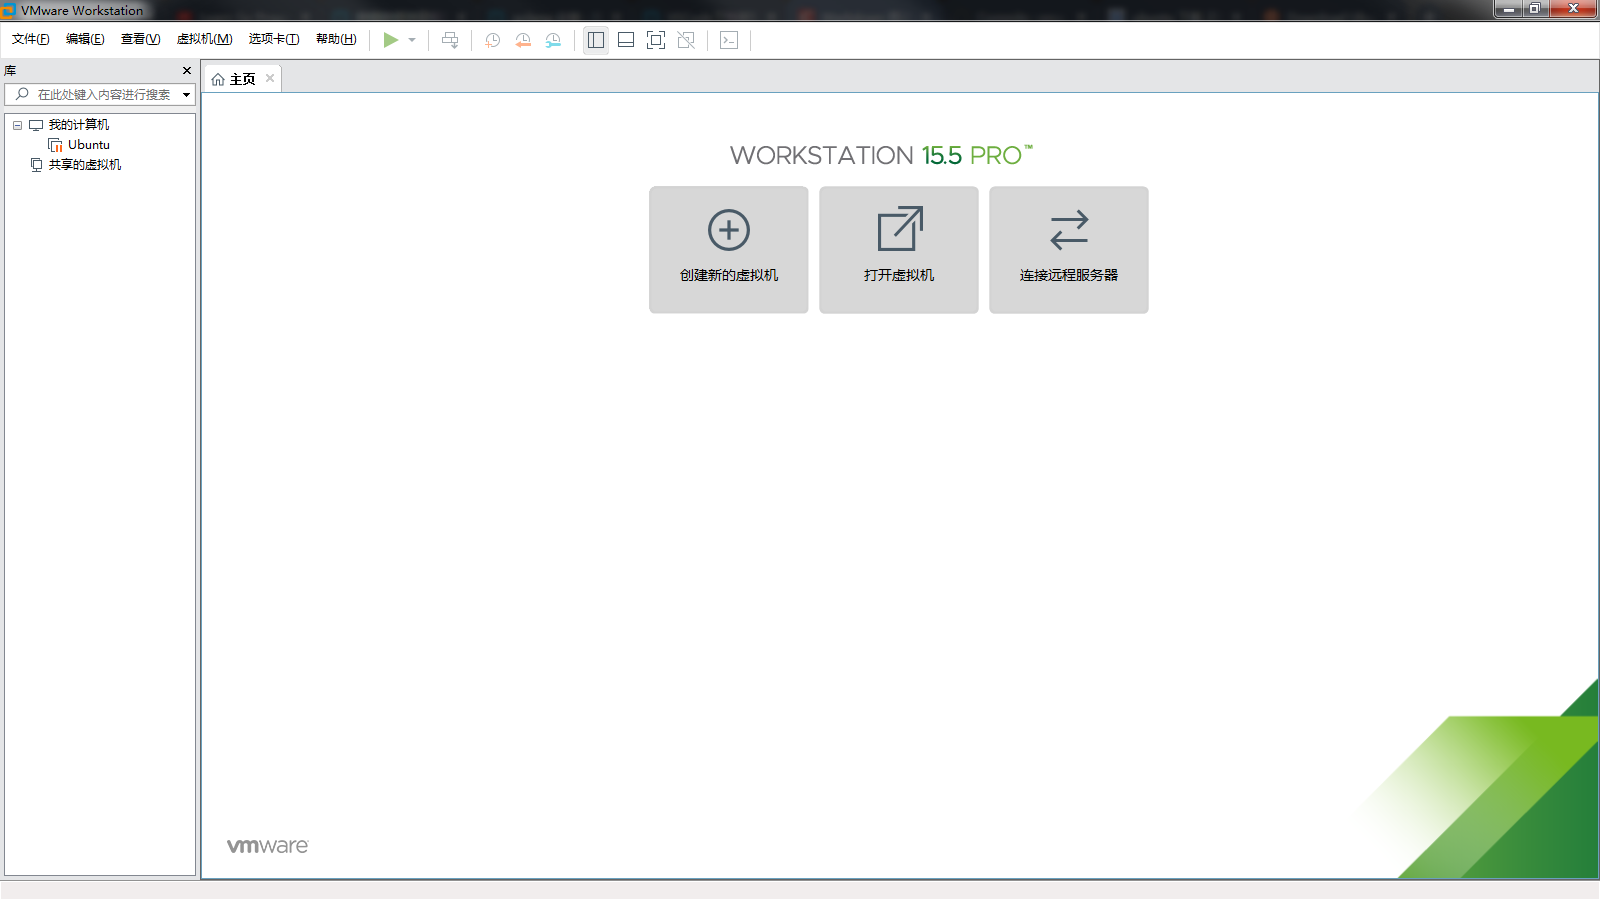 VMware Workstation
文件(F) 编辑(E) 查看(V) 虚拟机(M) 选项卡(T) 帮助(H)
库
在此处键入内容进行搜索
我的计算机
Ubuntu
共享的虚拟机
主页
WORKSTATION 15.5 PRO™
创建新的虚拟机 打开虚拟机 连接远程服务器
vmware